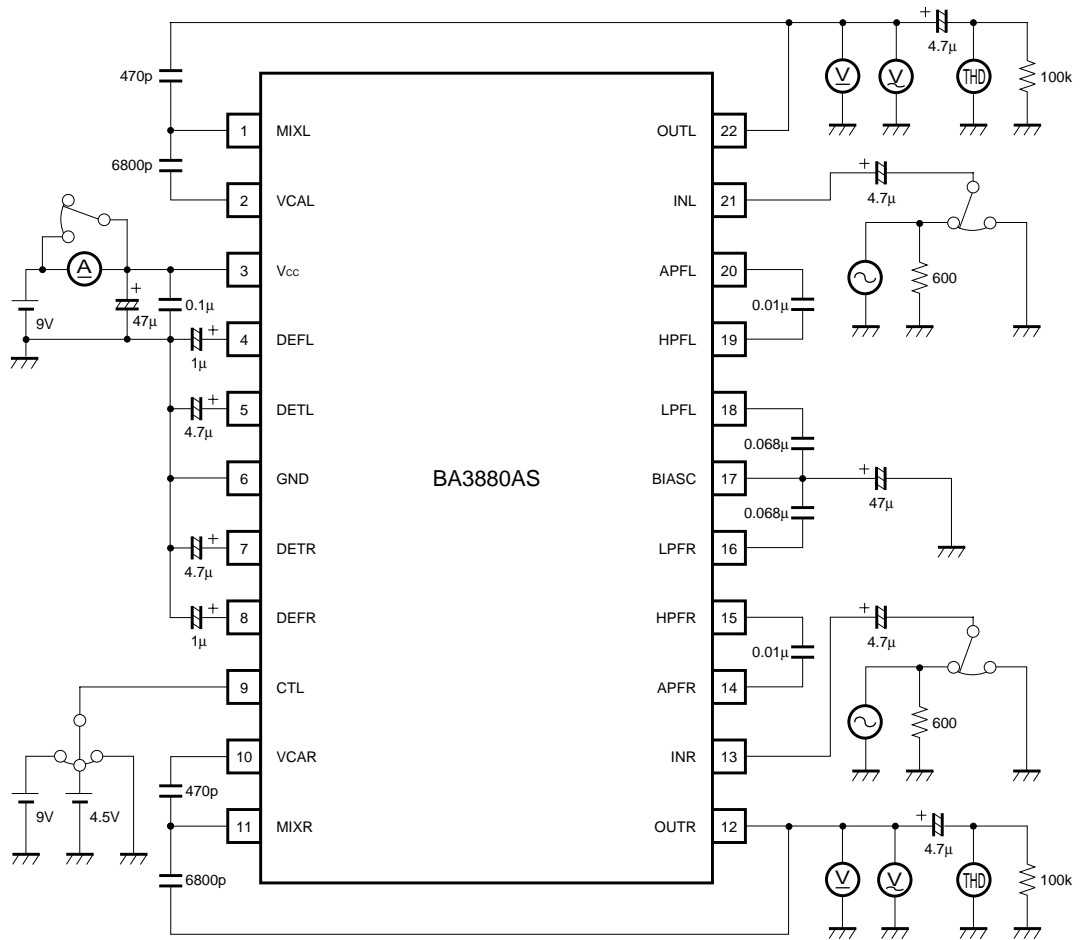 4.7μ
470p
THD
100k
1 MIXL
OUTL 22
6800p
4.7μ
2 VCAL
INL 21
A
3 Vcc
APFL 20
9V
47μ
0.1μ
0.01μ
600
4 DEFL
HPFL 19
1μ
5 DETL
LPFL 18
4.7μ
0.068μ
6 GND
BA3880AS
BIASC 17
47μ
0.068μ
7 DETR
LPFR 16
4.7μ
8 DEFR
HPFR 15
1μ
4.7μ
0.01μ
9 CTL
APFR 14
600
10 VCAR
INR 13
9V
4.5V
470p
11 MIXR
OUTR 12
4.7μ
6800p
V
V
THD
100k
V
V